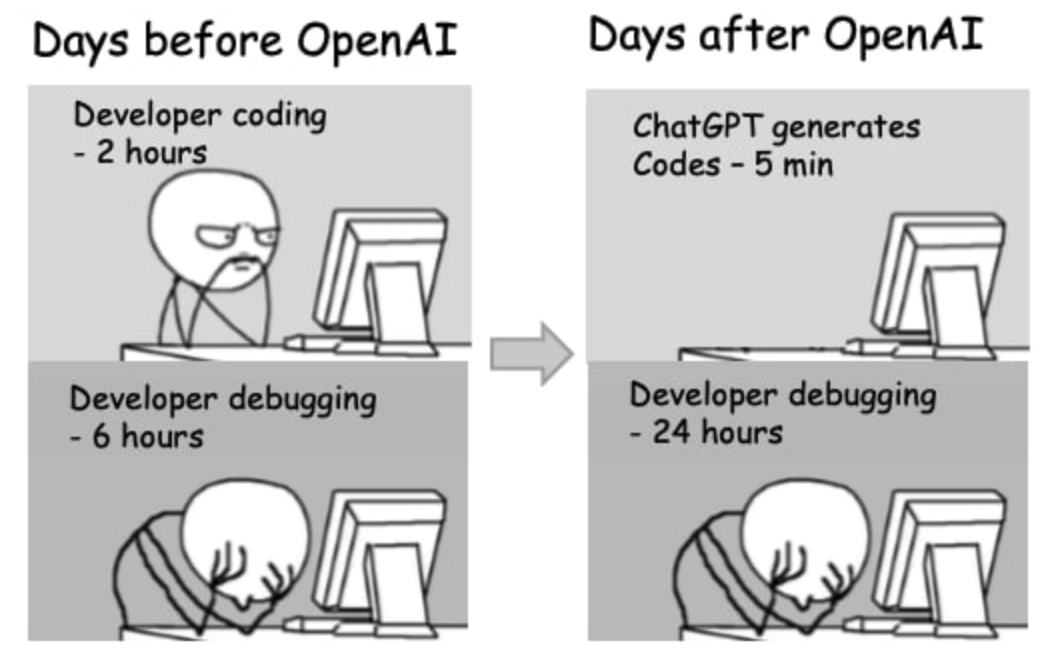 Days before OpenAI
Developer coding
- 2 hours
Developer debugging
- 6 hours
Days after OpenAI
ChatGPT generates
Codes - 5 min
Developer debugging
- 24 hours